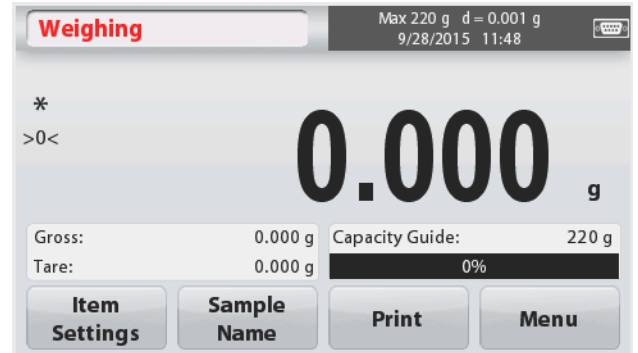 Weighing
Max 220 g d = 0.001 g
9/28/2015 11:48
*
>0<
0.000 g
Gross: 0.000 g
Tare: 0.000 g
Capacity Guide: 220 g
0%
Item Settings
Sample Name
Print
Menu